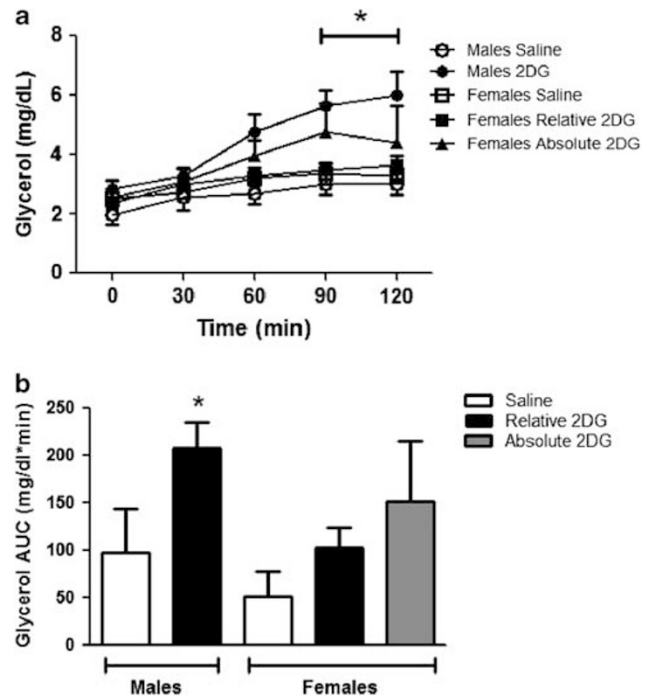 a
*
Glycerol (mg/dL)
8
6
4
2
0
0 30 60 90 120
Time (min)
Males Saline
Males 2DG
Females Saline
Females Relative 2DG
Females Absolute 2DG
b
*
Glycerol AUC (mg/dl*min)
250
200
150
100
50
0
Males Females
Saline
Relative 2DG
Absolute 2DG